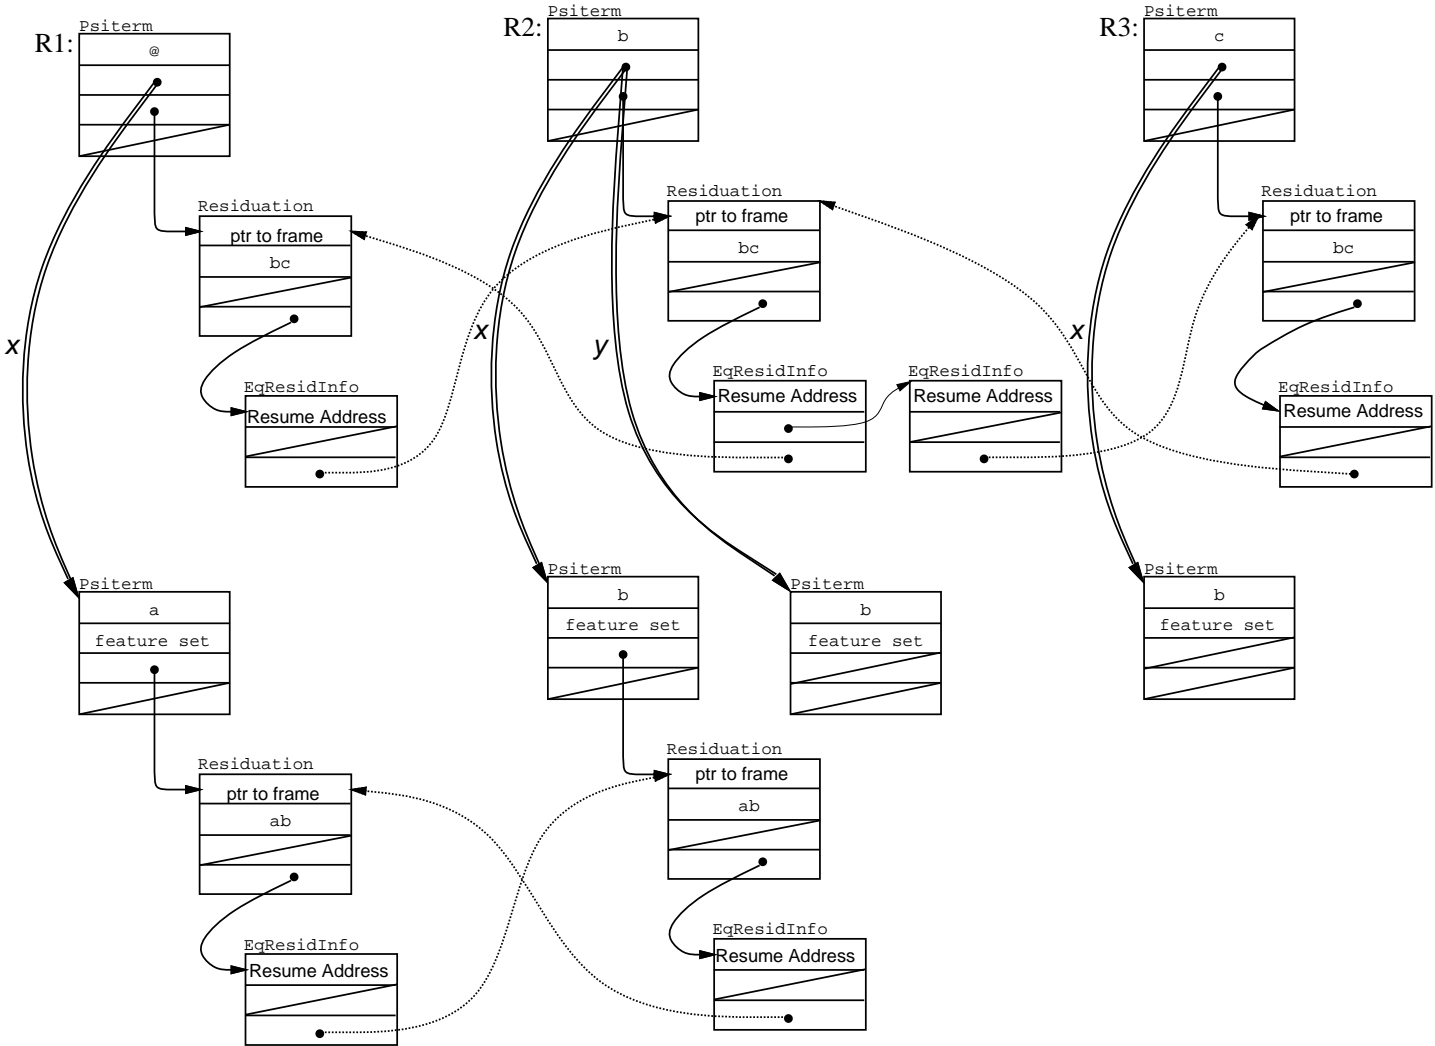 Psiterm
Psiterm
Psiterm
R1:
R2:
R3:
@
b
c
Residuation
Residuation
Residuation
ptr to frame
ptr to frame
ptr to frame
bc
bc
bc
x
x
y
x
EqResidInfo
EqResidInfo
EqResidInfo
EqResidInfo
Resume Address
Resume Address
Resume Address
Resume Address
Psiterm
Psiterm
Psiterm
Psiterm
a
b
b
b
feature set
feature set
feature set
feature set
Residuation
Residuation
ptr to frame
ptr to frame
ab
ab
EqResidInfo
EqResidInfo
Resume Address
Resume Address